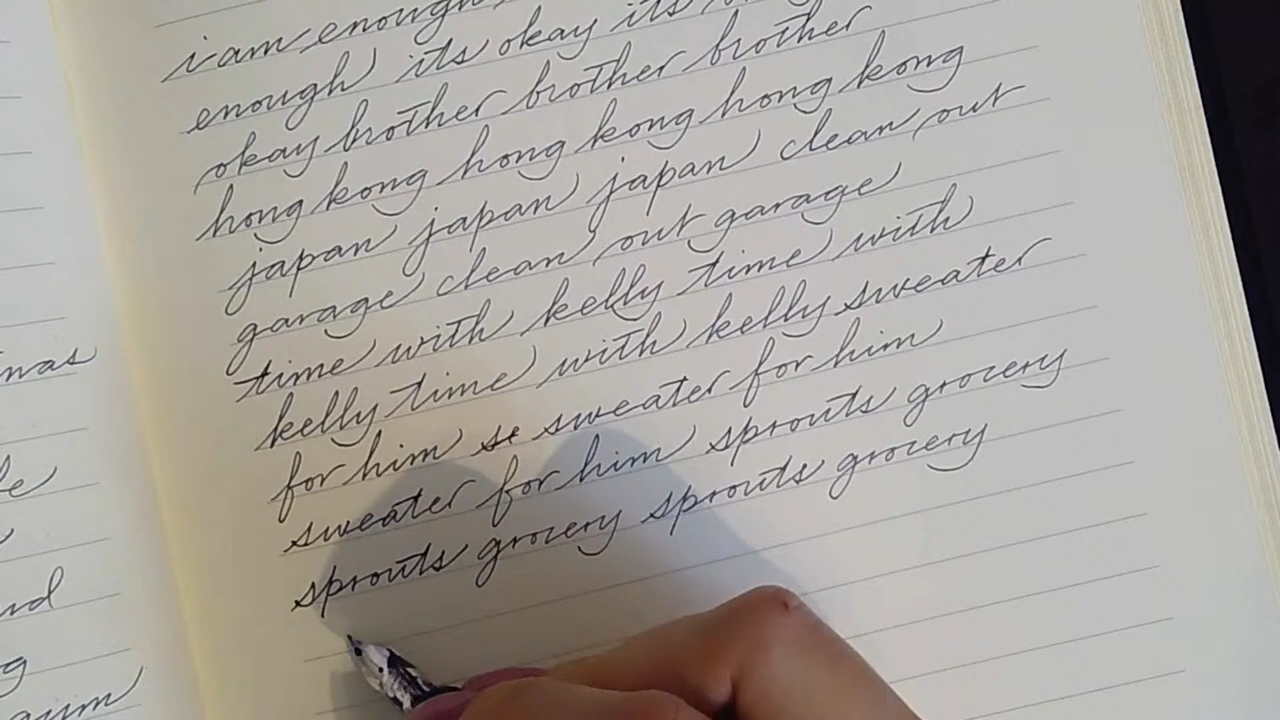 i am enough
enough its okay its
okay brother brother brother
hong kong hong kong hong kong
japan japan japan clean out
garage clean out garage
time with kelly time with
kelly time with kelly sweater
for him se sweater for him
sweater for him sprouts grocery
sprouts grocery sprouts grocery